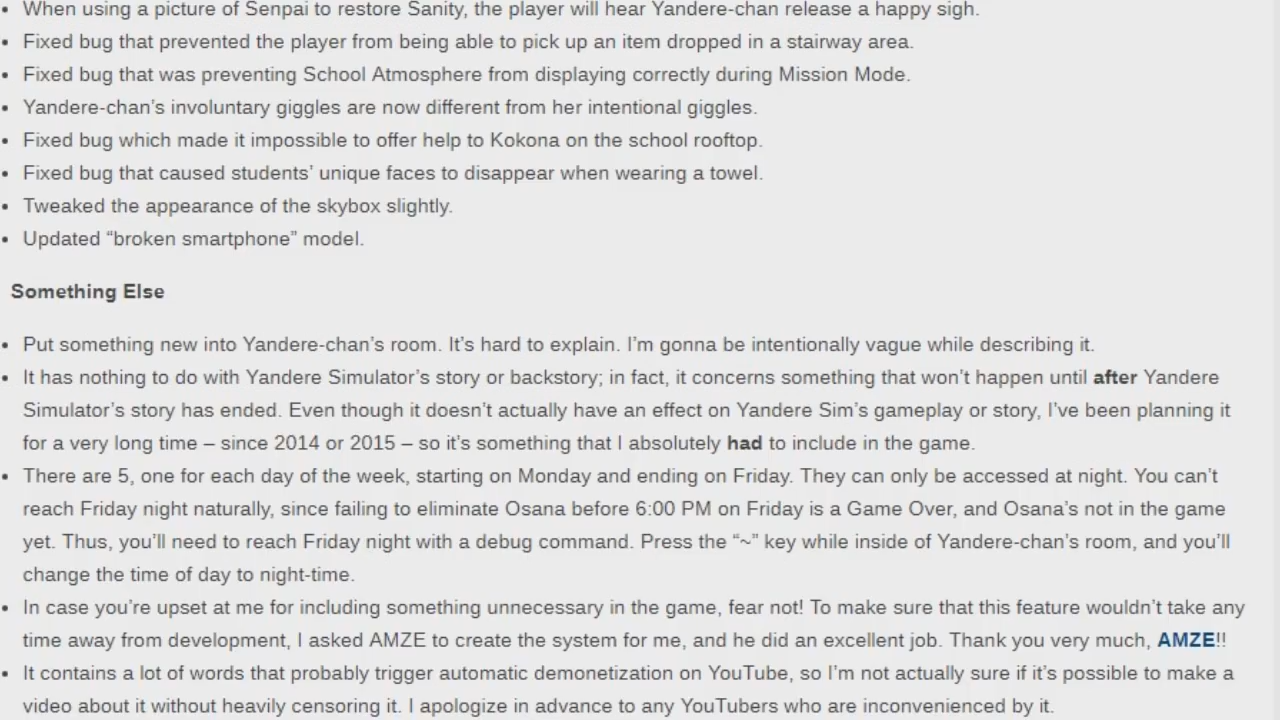 • When using a picture of Senpai to restore Sanity, the player will hear Yandere-chan release a happy sigh.
• Fixed bug that prevented the player from being able to pick up an item dropped in a stairway area.
• Fixed bug that was preventing School Atmosphere from displaying correctly during Mission Mode.
• Yandere-chan’s involuntary giggles are now different from her intentional giggles.
• Fixed bug which made it impossible to offer help to Kokona on the school rooftop.
• Fixed bug that caused students’ unique faces to disappear when wearing a towel.
• Tweaked the appearance of the skybox slightly.
• Updated “broken smartphone” model.
Something Else
• Put something new into Yandere-chan’s room. It’s hard to explain. I’m gonna be intentionally vague while describing it.
• It has nothing to do with Yandere Simulator’s story or backstory; in fact, it concerns something that won’t happen until after Yandere
Simulator’s story has ended. Even though it doesn’t actually have an effect on Yandere Sim’s gameplay or story, I’ve been planning it
for a very long time – since 2014 or 2015 – so it’s something that I absolutely had to include in the game.
• There are 5, one for each day of the week, starting on Monday and ending on Friday. They can only be accessed at night. You can’t
reach Friday night naturally, since failing to eliminate Osana before 6:00 PM on Friday is a Game Over, and Osana’s not in the game
yet. Thus, you’ll need to reach Friday night with a debug command. Press the “~” key while inside of Yandere-chan’s room, and you’ll
change the time of day to night-time.
• In case you’re upset at me for including something unnecessary in the game, fear not! To make sure that this feature wouldn’t take any
time away from development, I asked AMZE to create the system for me, and he did an excellent job. Thank you very much, AMZE!!
• It contains a lot of words that probably trigger automatic demonetization on YouTube, so I’m not actually sure if it’s possible to make a
video about it without heavily censoring it. I apologize in advance to any YouTubers who are inconvenienced by it.